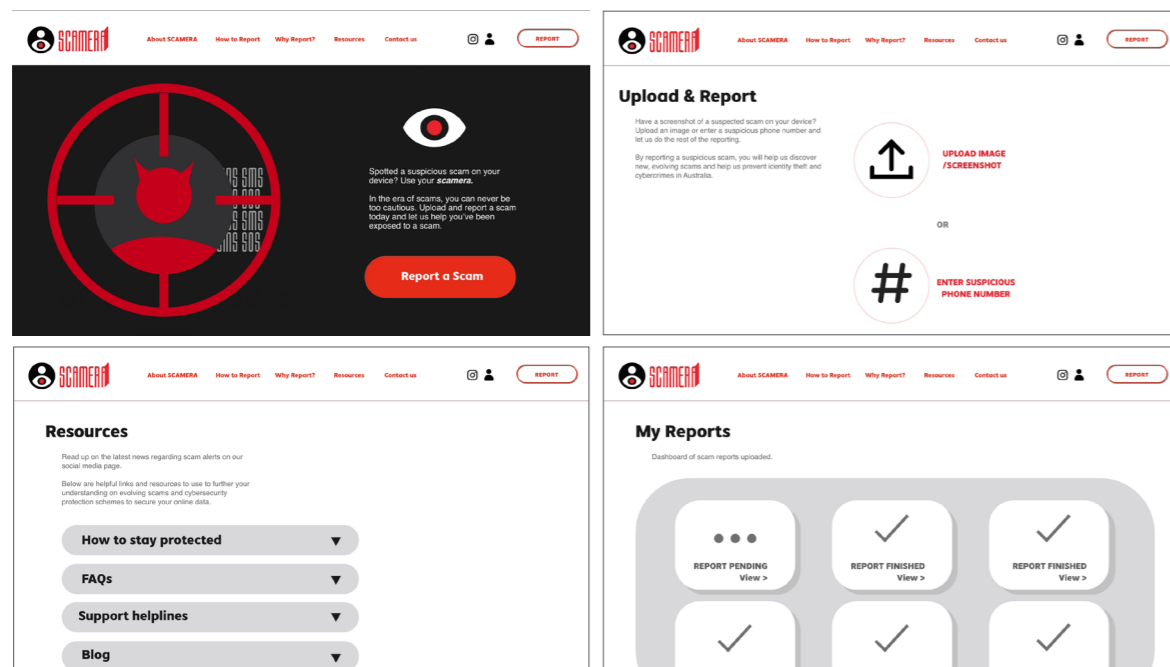 SCAMERA
About SCAMERA How to Report Why Report? Resources Contact us REPORT
Spotted a suspicious scam on your
device? Use your scamera.
In the era of scams, you can never be
too cautious. Upload and report a scam
today and let us help you've been
exposed to a scam.
Report a Scam
SMS
SOS
SMS
SMS SOS
SCAMERA
About SCAMERA How to Report Why Report? Resources Contact us REPORT
Upload & Report
Have a screenshot of a suspected scam on your device?
Upload an image or enter a suspicious phone number and
let us do the rest of the reporting.
By reporting a suspicious scam, you will help us discover
new, evolving scams and help us prevent identity theft and
cybercrimes in Australia.
UPLOAD IMAGE
/SCREENSHOT
OR
#
ENTER SUSPICIOUS
PHONE NUMBER
SCAMERA
About SCAMERA How to Report Why Report? Resources Contact us REPORT
Resources
Read up on the latest news regarding scam alerts on our
social media page.
Below are helpful links and resources to use to further your
understanding on evolving scams and cybersecurity
protection schemes to secure your online data.
How to stay protected
FAQs
Support helplines
Blog
SCAMERA
About SCAMERA How to Report Why Report? Resources Contact us REPORT
My Reports
Dashboard of scam reports uploaded.
REPORT PENDING
View >
REPORT FINISHED
View >
REPORT FINISHED
View >